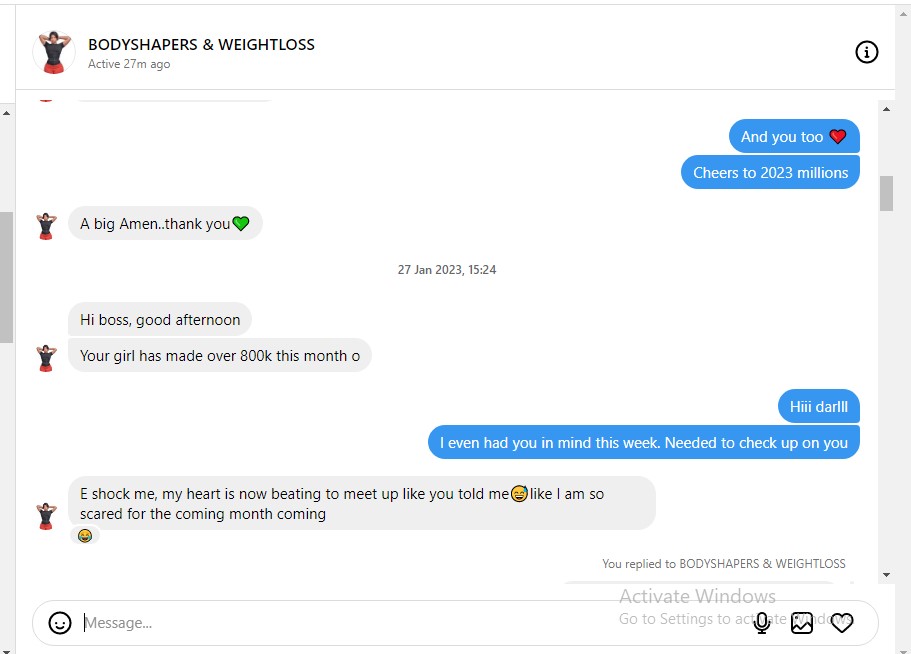 BODYSHAPERS & WEIGHTLOSS
Active 27m ago
And you too ❤️
Cheers to 2023 millions
A big Amen..thank you💚
27 Jan 2023, 15:24
Hi boss, good afternoon
Your girl has made over 800k this month o
Hiii darlll
I even had you in mind this week. Needed to check up on you
E shock me, my heart is now beating to meet up like you told me😅like I am so
scared for the coming month coming
😂
You replied to BODYSHAPERS & WEIGHTLOSS
Activate Windows
Message...
Go to Settings to activate Windows